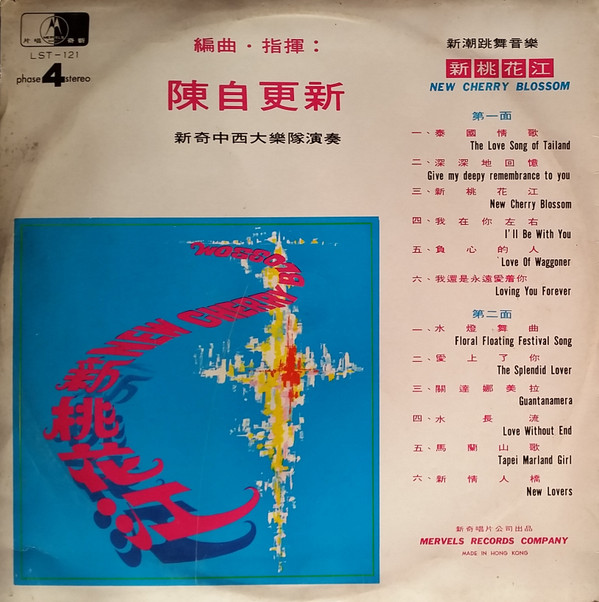 唱片 新奇
MERVELS
LST-121
phase 4 stereo
編曲·指揮：
陳自更新
新奇中西大樂隊演奏
NEW CHERRY BLOSSOM
新桃花江
新潮跳舞音樂
新桃花江
NEW CHERRY BLOSSOM
第一面
一、泰國情歌
The Love Song of Tailand
二、深深地回憶
Give my deepy remembrance to you
三、新桃花江
New Cherry Blossom
四、我在你左右
I'll Be With You
五、負心的人
Love Of Waggoner
六、我還是永遠愛着你
Loving You Forever
第二面
一、水燈舞曲
Floral Floating Festival Song
二、愛上了你
The Splendid Lover
三、關達娜美拉
Guantanamera
四、水長流
Love Without End
五、馬蘭山歌
Tapei Marland Girl
六、新情人橋
New Lovers
新奇唱片公司出品
MERVELS RECORDS COMPANY
MADE IN HONG KONG